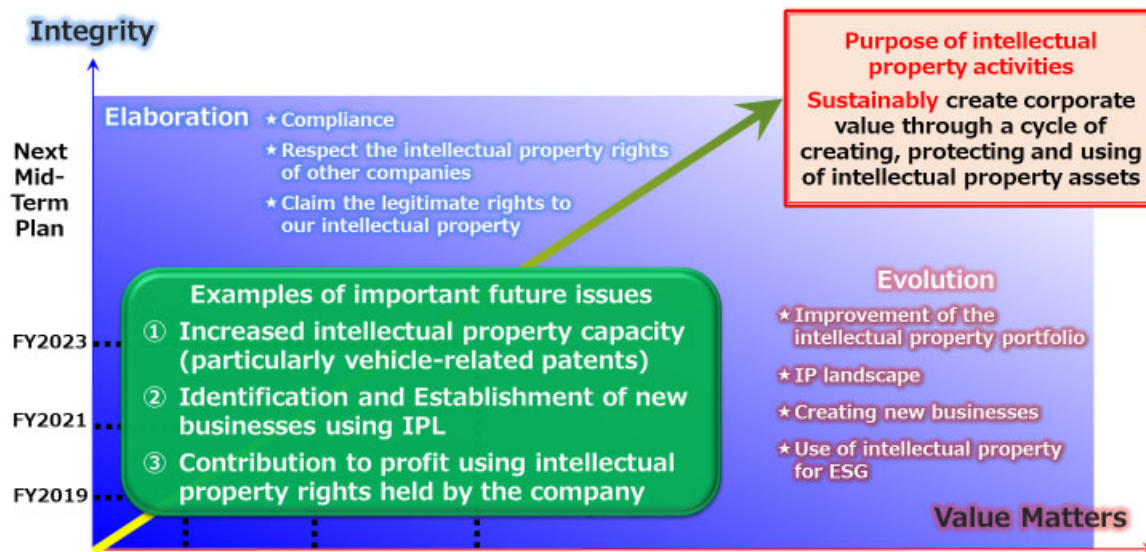 Integrity
Purpose of intellectual
property activities
Sustainably create corporate
value through a cycle of
creating, protecting and using
of intellectual property assets
Elaboration
★ Compliance
★ Respect the intellectual property rights
of other companies
★ Claim the legitimate rights to
our intellectual property
Next
Mid-
Term
Plan
Examples of important future issues
① Increased intellectual property capacity
(particularly vehicle-related patents)
② Identification and Establishment of new
businesses using IPL
③ Contribution to profit using intellectual
property rights held by the company
Evolution
★ Improvement of the
intellectual property portfolio
★ IP landscape
★ Creating new businesses
★ Use of intellectual property
for ESG
FY2023
FY2021
FY2019
Value Matters